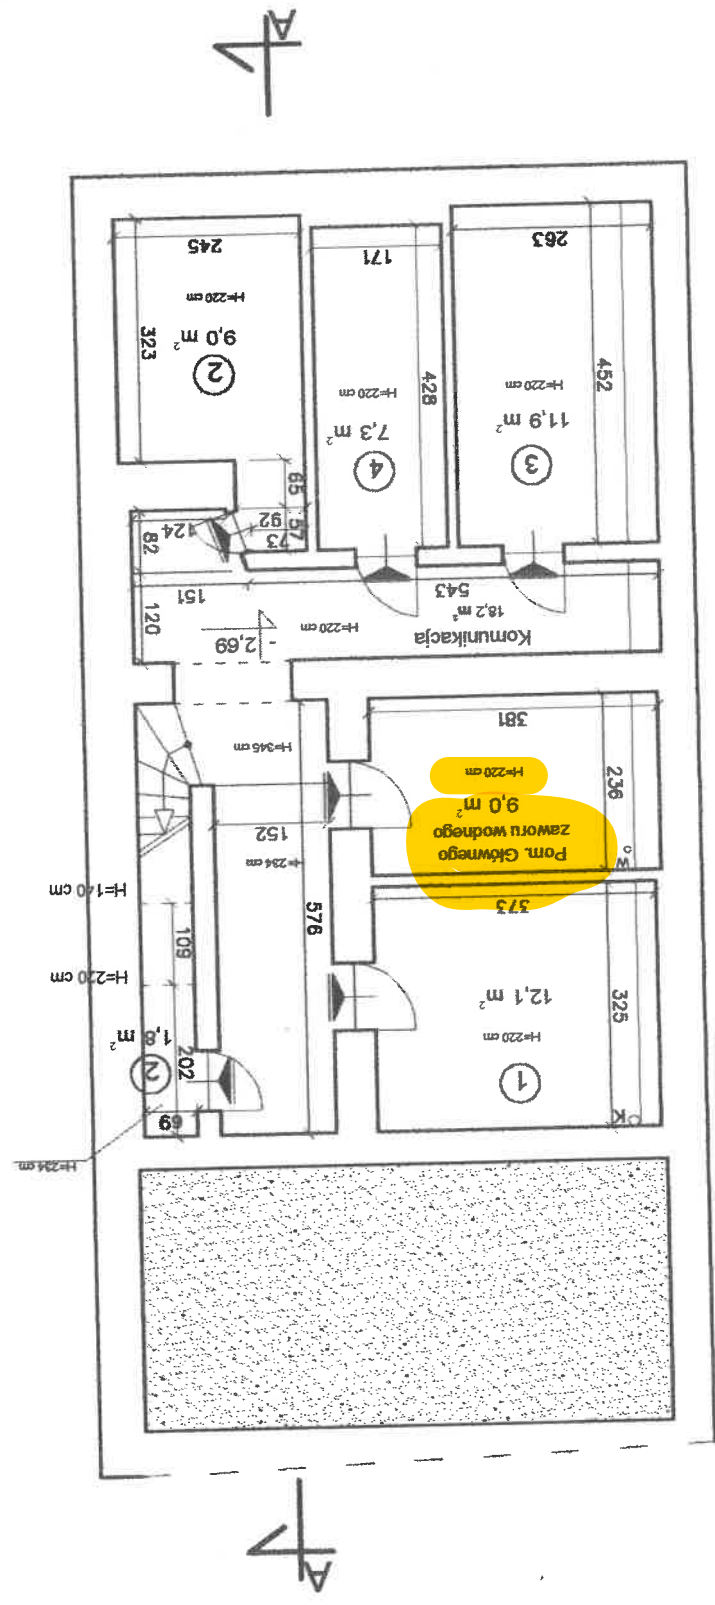 A
H=234 cm
69
K
1
H=220 cm
12,1 m²
325
373
2
1,8 m²
202
H=220 cm
109
H=140 cm
576
Pom. Głównego
zaworu wodnego
9,0 m²
H=220 cm
W
236
381
H=234 cm
152
H=345 cm
Komunikacja
18,2 m²
543
H=220 cm
-2,69
151
120
82
124
73
57
92
65
3
11,9 m²
H=220 cm
452
263
4
7,3 m²
H=220 cm
428
171
2
9,0 m²
H=220 cm
323
245
A